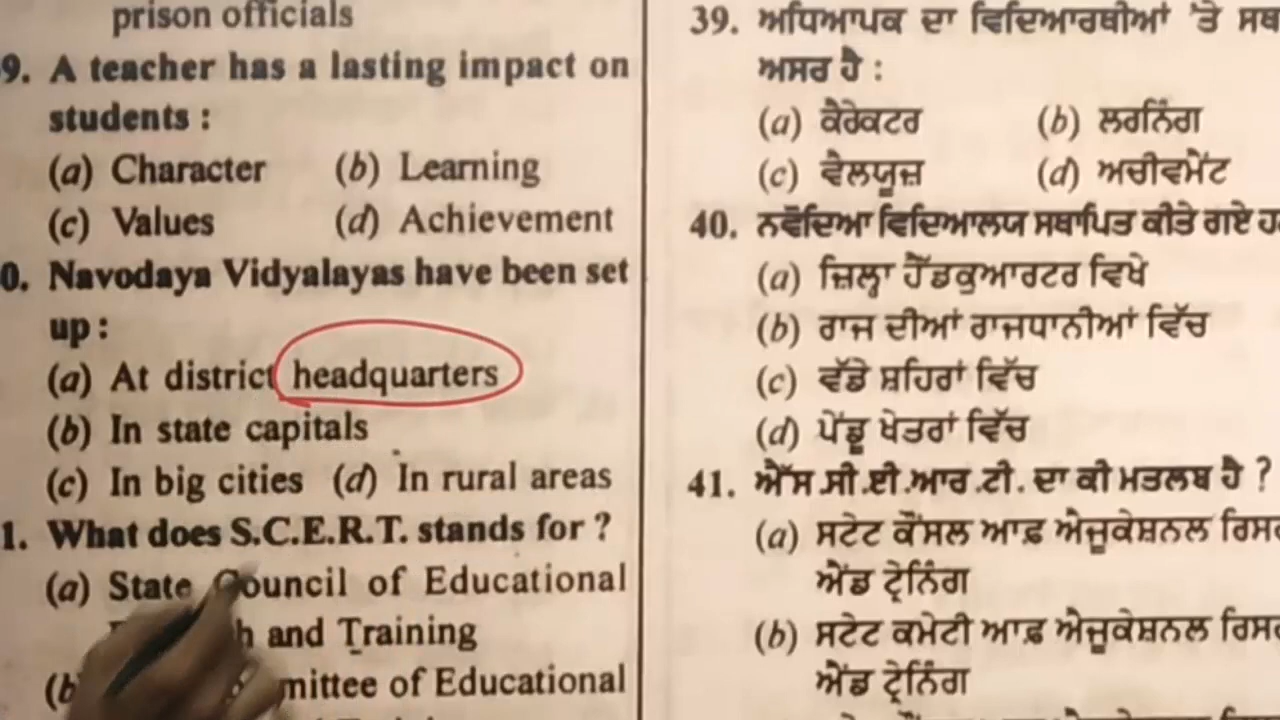 prison officials
9. A teacher has a lasting impact on
students :
(a) Character (b) Learning
(c) Values (d) Achievement
0. Navodaya Vidyalayas have been set
up :
(a) At district headquarters
(b) In state capitals
(c) In big cities (d) In rural areas
1. What does S.C.E.R.T. stands for ?
(a) State Council of Educational
and Training
of Educational
39. ਅਧਿਆਪਕ ਦਾ ਵਿਦਿਆਰਥੀਆਂ 'ਤੇ
ਅਸਰ ਹੈ :
(a) ਕੈਰੇਕਟਰ (b) ਲਰਨਿੰਗ
(c) ਵੈਲਯੂਜ਼ (d) ਅਚੀਵਮੈਂਟ
40. ਨਵੋਦਿਆ ਵਿਦਿਆਲਯ ਸਥਾਪਿਤ ਕੀਤੇ ਗਏ
(a) ਜ਼ਿਲ੍ਹਾ ਹੈੱਡਕੁਆਰਟਰ ਵਿਖੇ
(b) ਰਾਜ ਦੀਆਂ ਰਾਜਧਾਨੀਆਂ ਵਿੱਚ
(c) ਵੱਡੇ ਸ਼ਹਿਰਾਂ ਵਿੱਚ
(d) ਪੇਂਡੂ ਖੇਤਰਾਂ ਵਿੱਚ
41. ਐੱਸ.ਸੀ.ਈ.ਆਰ.ਟੀ. ਦਾ ਕੀ ਮਤਲਬ ਹੈ ?
(a) ਸਟੇਟ ਕੌਂਸਲ ਆਫ਼ ਐਜੂਕੇਸ਼ਨਲ
ਐਂਡ ਟ੍ਰੇਨਿੰਗ
(b) ਸਟੇਟ ਕਮੇਟੀ ਆਫ਼ ਐਜੂਕੇਸ਼ਨਲ
ਐਂਡ ਟ੍ਰੇਨਿੰਗ